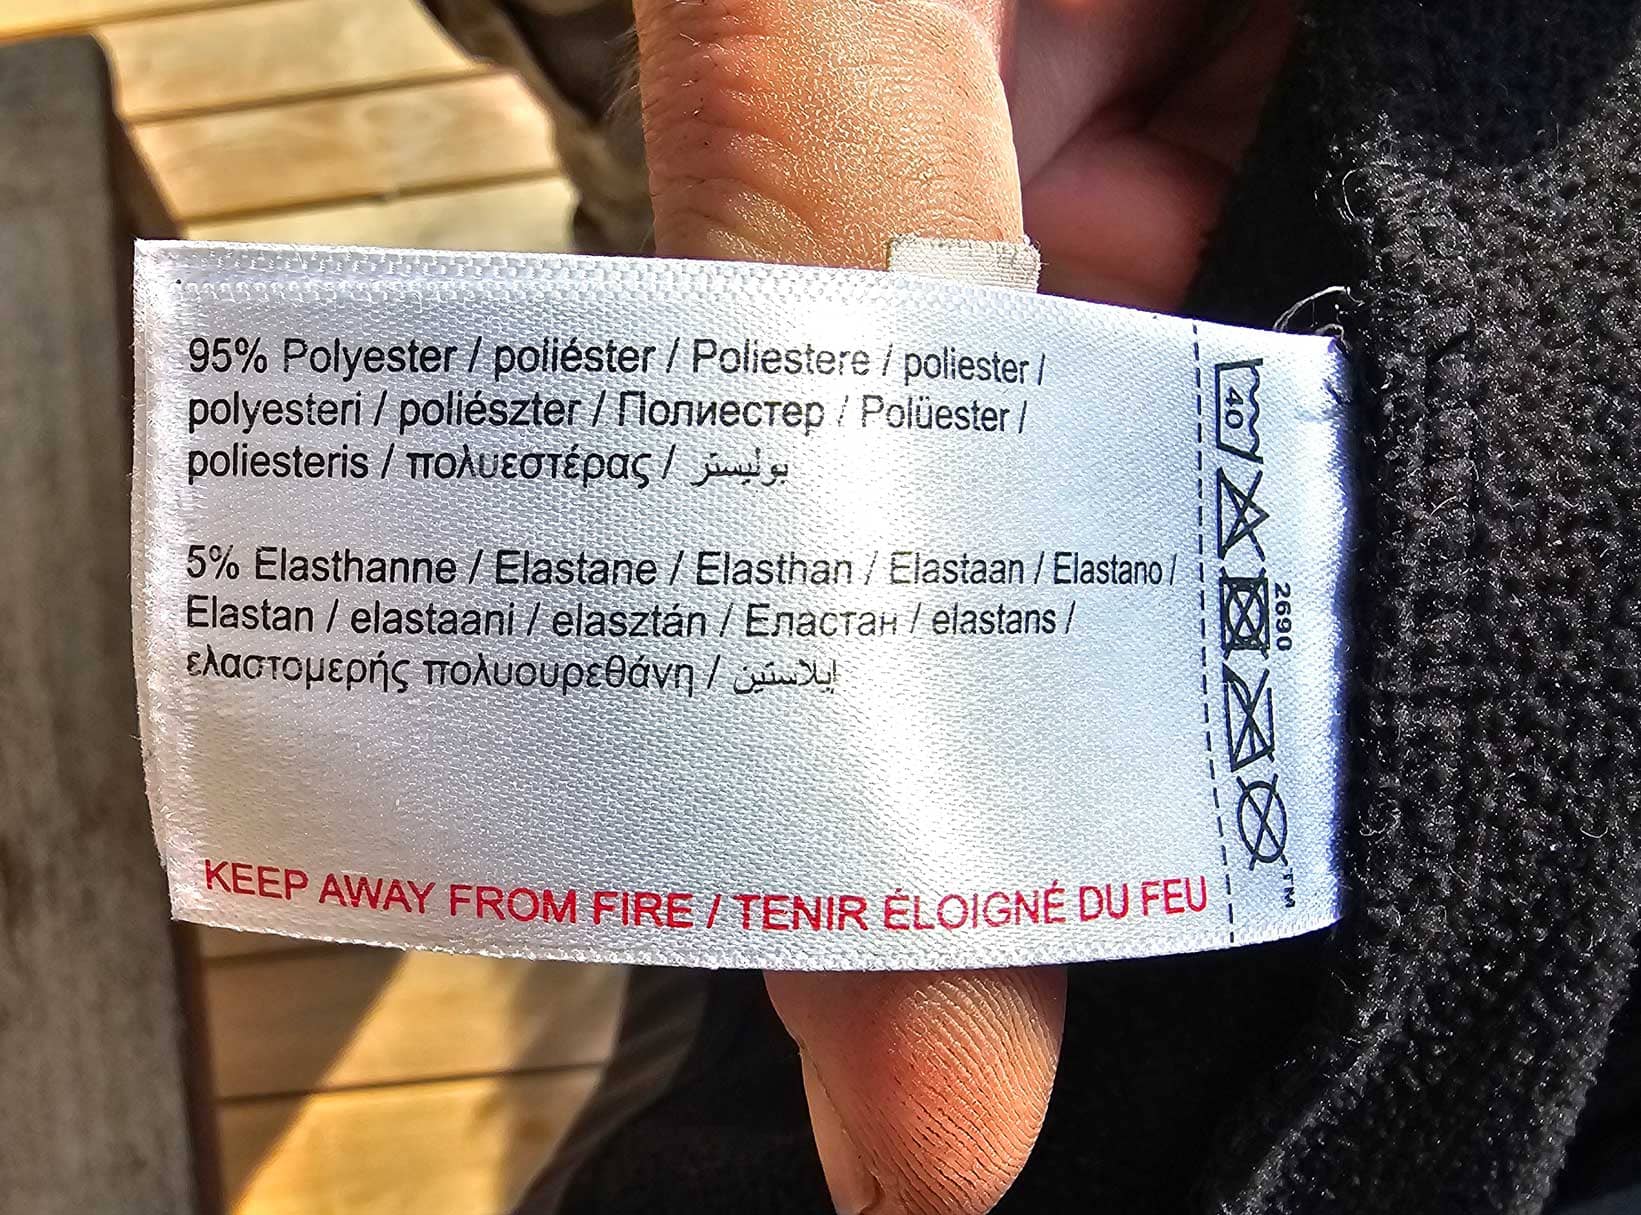 95% Polyester / poliéster / Poliestere / poliester /
polyesteri / poliészter / Полиестер / Polüester /
poliesteris / πολυεστέρας / بوليستر
5% Elasthanne / Elastane / Elasthan / Elastaan / Elastano /
Elastan / elastaani / elasztán / Еластан / elastans /
ελαστομερής πολυουρεθάνη / إيلاستين
KEEP AWAY FROM FIRE / TENIR ÉLOIGNÉ DU FEU
40
2690
TM